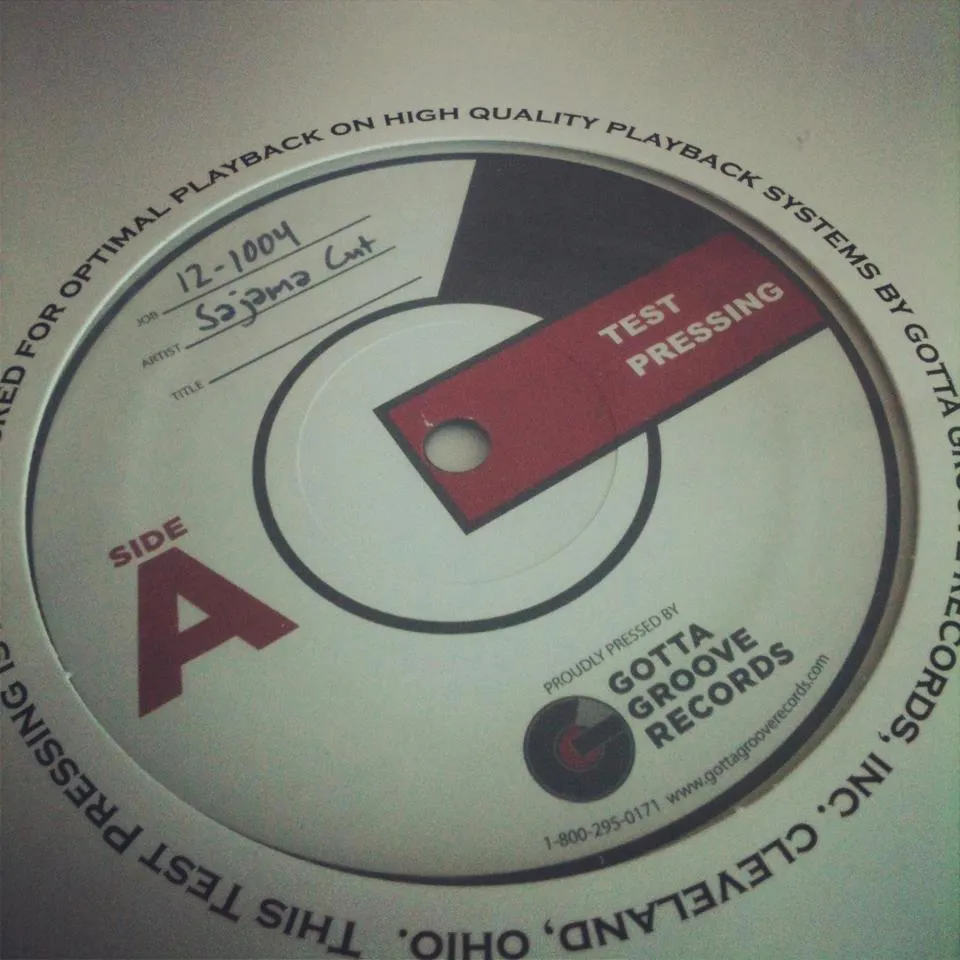 THIS TEST PRESSING IS
RED FOR OPTIMAL PLAYBACK ON HIGH QUALITY PLAYBACK SYSTEMS BY GOTTA GROOVE RECORDS, INC. CLEVELAND, OHIO.
JOB 12-1004
ARTIST Sajama Cut
TITLE
TEST
PRESSING
SIDE
A
PROUDLY PRESSED BY
GOTTA
GROOVE
RECORDS
1-800-295-0171 www.gottagrooverecords.com